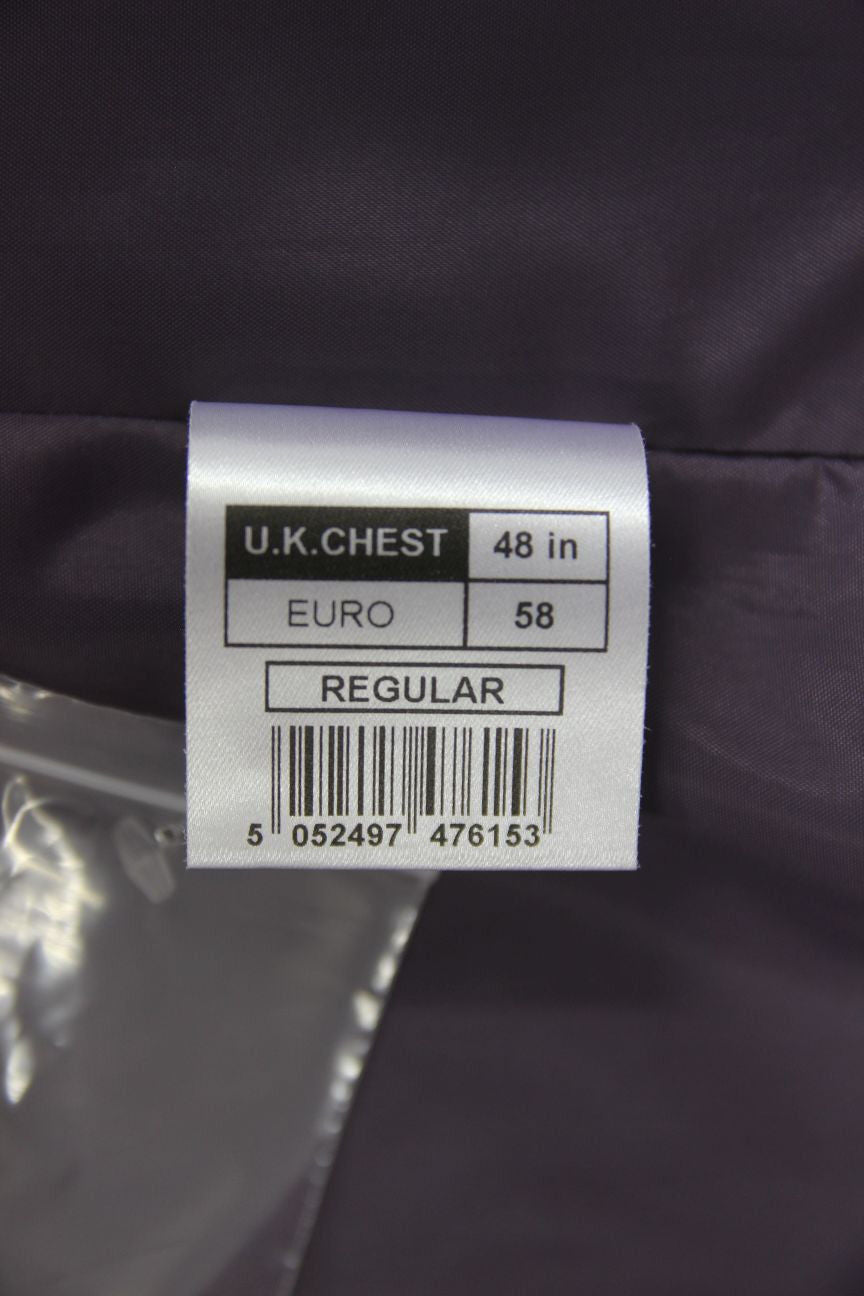 U.K.CHEST 48 in
EURO 58
REGULAR
5 052497 476153